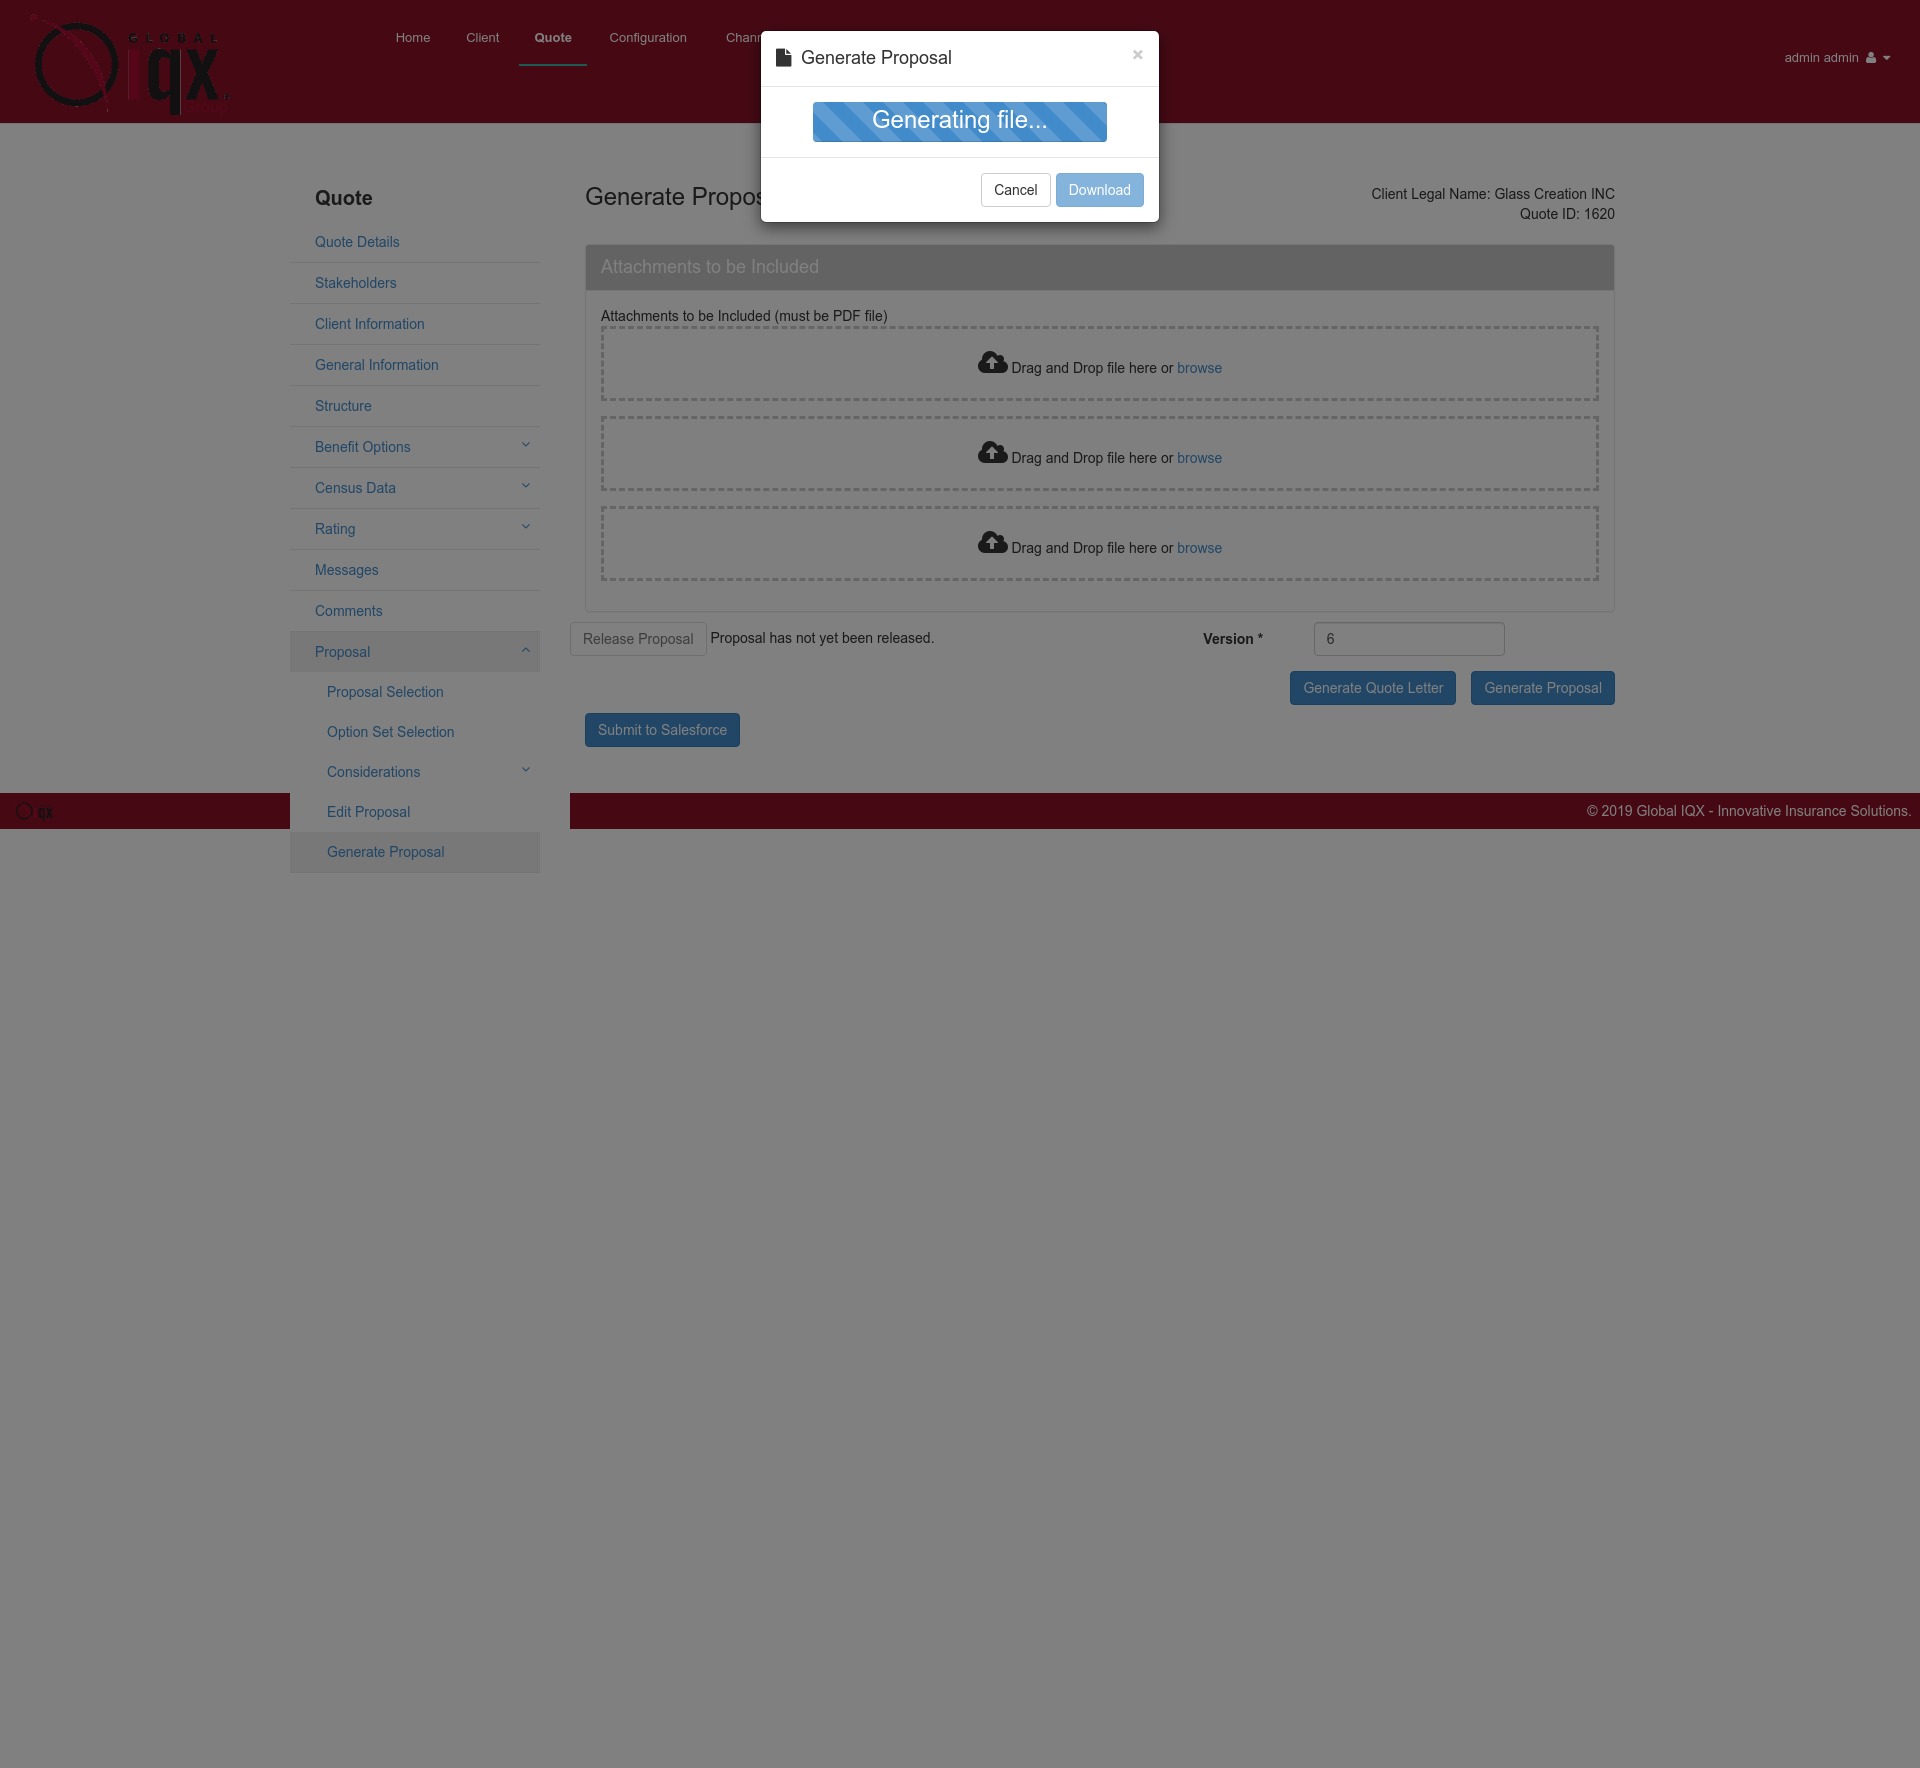 GLOBAL
iqx
Home
Client
Quote
Configuration
Generate Proposal
×
admin admin
Generating file...
Cancel
Download
Quote
Client Legal Name: Glass Creation INC
Quote ID: 1620
Quote Details
Stakeholders
Client Information
General Information
Structure
Benefit Options
Census Data
Rating
Messages
Comments
Proposal
Proposal Selection
Option Set Selection
Considerations
Edit Proposal
Generate Proposal
Generate
Attachments to be Included
Attachments to be Included (must be PDF file)
Drag and Drop file here or browse
Drag and Drop file here or browse
Drag and Drop file here or browse
Release Proposal Proposal has not yet been released.
Version * 6
Generate Quote Letter
Generate Proposal
Submit to Salesforce
iqx
© 2019 Global IQX - Innovative Insurance Solutions.